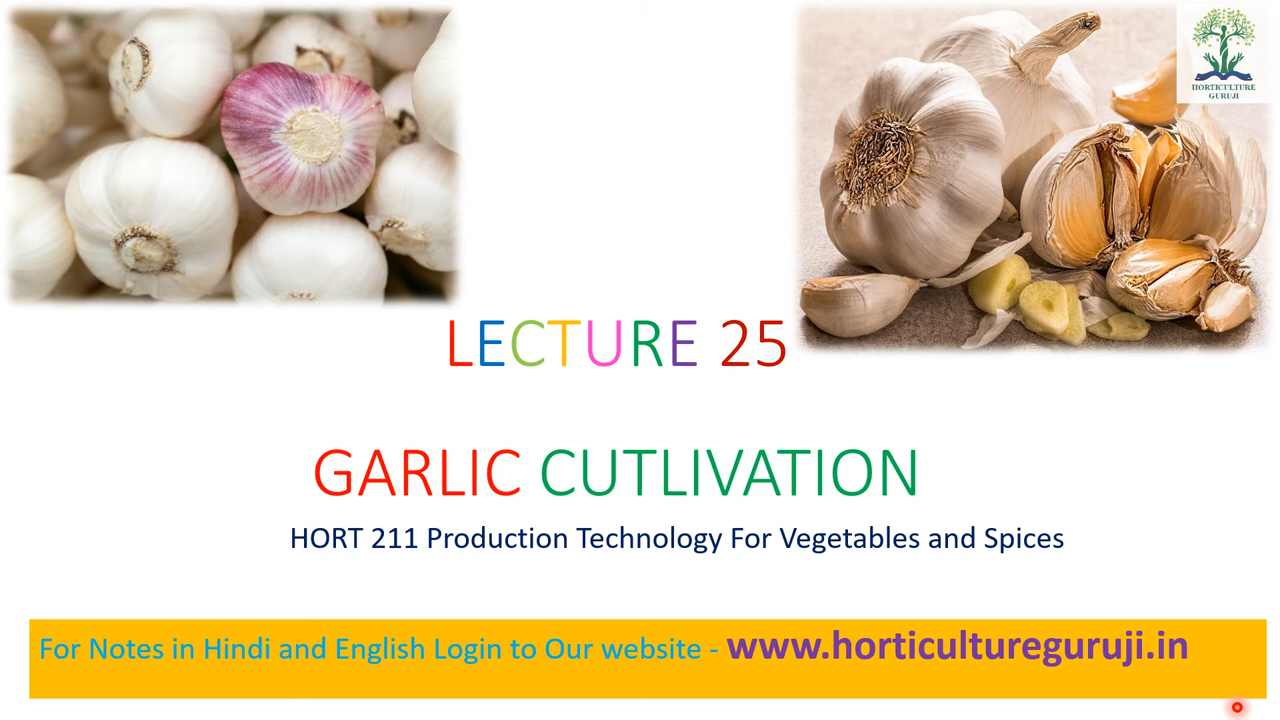 HORTICULTURE
GURUJI
LECTURE 25
GARLIC CUTLIVATION
HORT 211 Production Technology For Vegetables and Spices
For Notes in Hindi and English Login to Our website - www.horticultureguruji.in